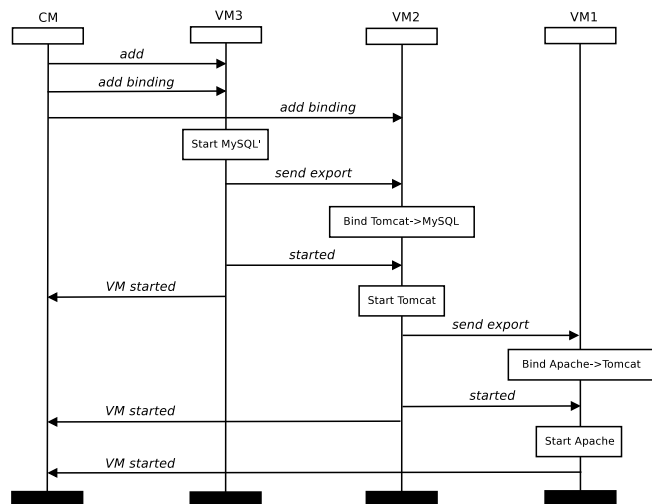 CM
VM3
VM2
VM1
add
add binding
add binding
Start MySQL'
send export
Bind Tomcat->MySQL
started
VM started
Start Tomcat
send export
Bind Apache->Tomcat
started
VM started
Start Apache
VM started